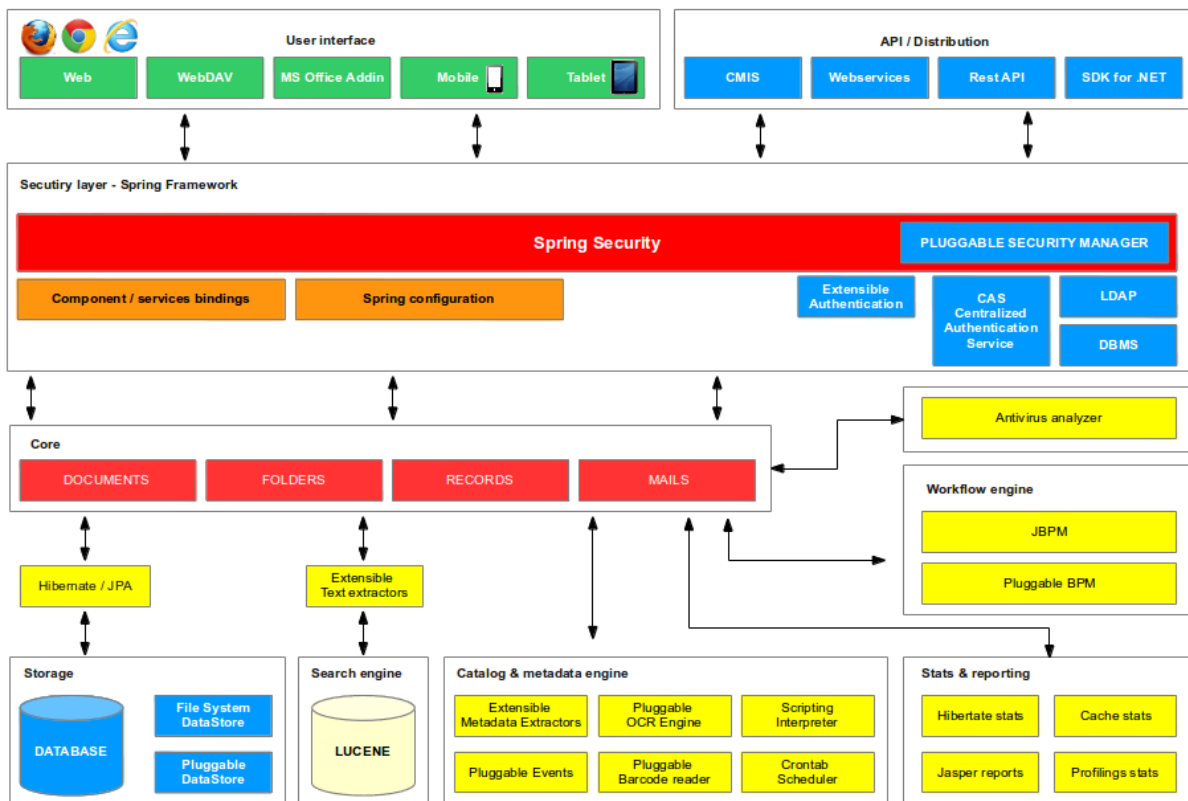 User interface
Web
WebDAV
MS Office Addin
Mobile
Tablet
API / Distribution
CMIS
Webservices
Rest API
SDK for .NET
Secutiry layer - Spring Framework
Spring Security
PLUGGABLE SECURITY MANAGER
Component / services bindings
Spring configuration
Extensible
Authentication
CAS
Centralized
Authentication
Service
LDAP
DBMS
Core
DOCUMENTS
FOLDERS
RECORDS
MAILS
Antivirus analyzer
Workflow engine
JBPM
Pluggable BPM
Hibernate / JPA
Extensible
Text extractors
Storage
DATABASE
File System
DataStore
Pluggable
DataStore
Search engine
LUCENE
Catalog & metadata engine
Extensible
Metadata Extractors
Pluggable
OCR Engine
Scripting
Interpreter
Pluggable Events
Pluggable
Barcode reader
Crontab
Scheduler
Stats & reporting
Hibertate stats
Cache stats
Jasper reports
Profilings stats